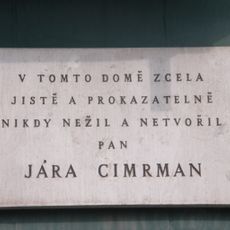 V TOMTO DOMĚ ZCELA
JISTĚ A PROKAZATELNĚ
NIKDY NEŽIL A NETVOŘIL
PAN
JÁRA CIMRMAN